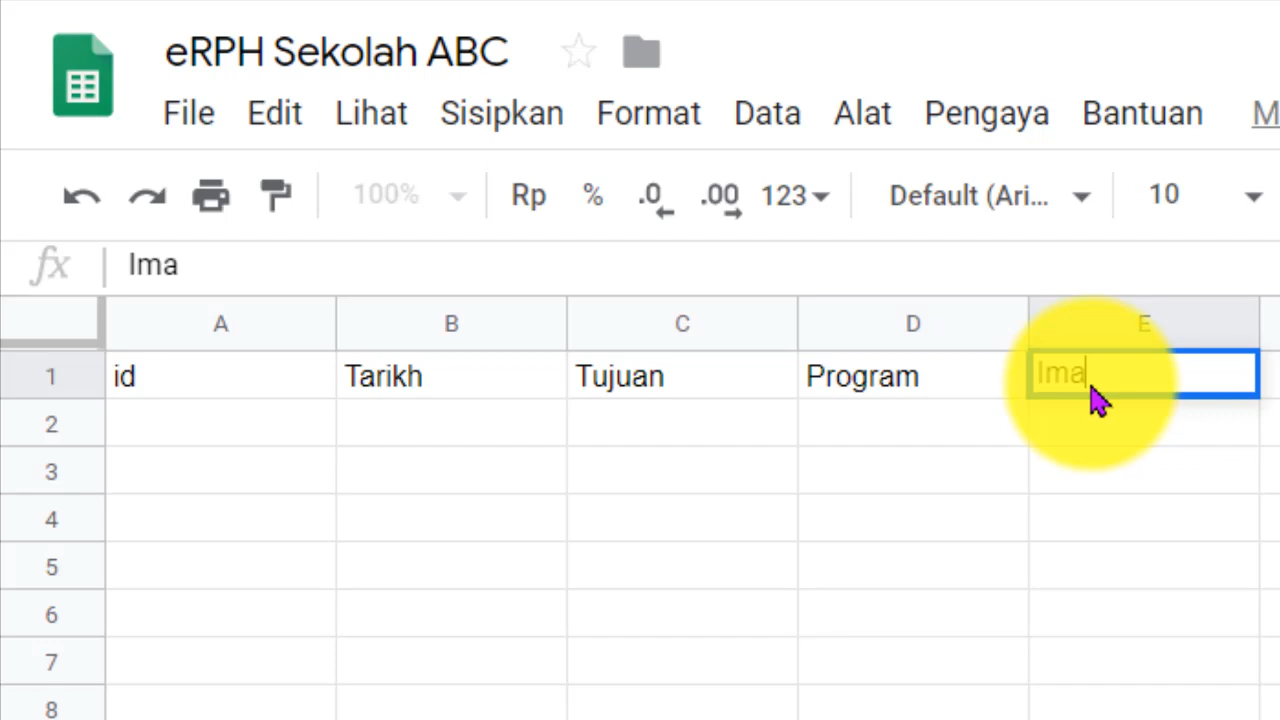 eRPH Sekolah ABC
File Edit Lihat Sisipkan Format Data Alat Pengaya Bantuan M
100% Rp % .0 .00 123 Default (Ari... 10
fx Ima
A B C D E
1 id Tarikh Tujuan Program Ima
2
3
4
5
6
7
8